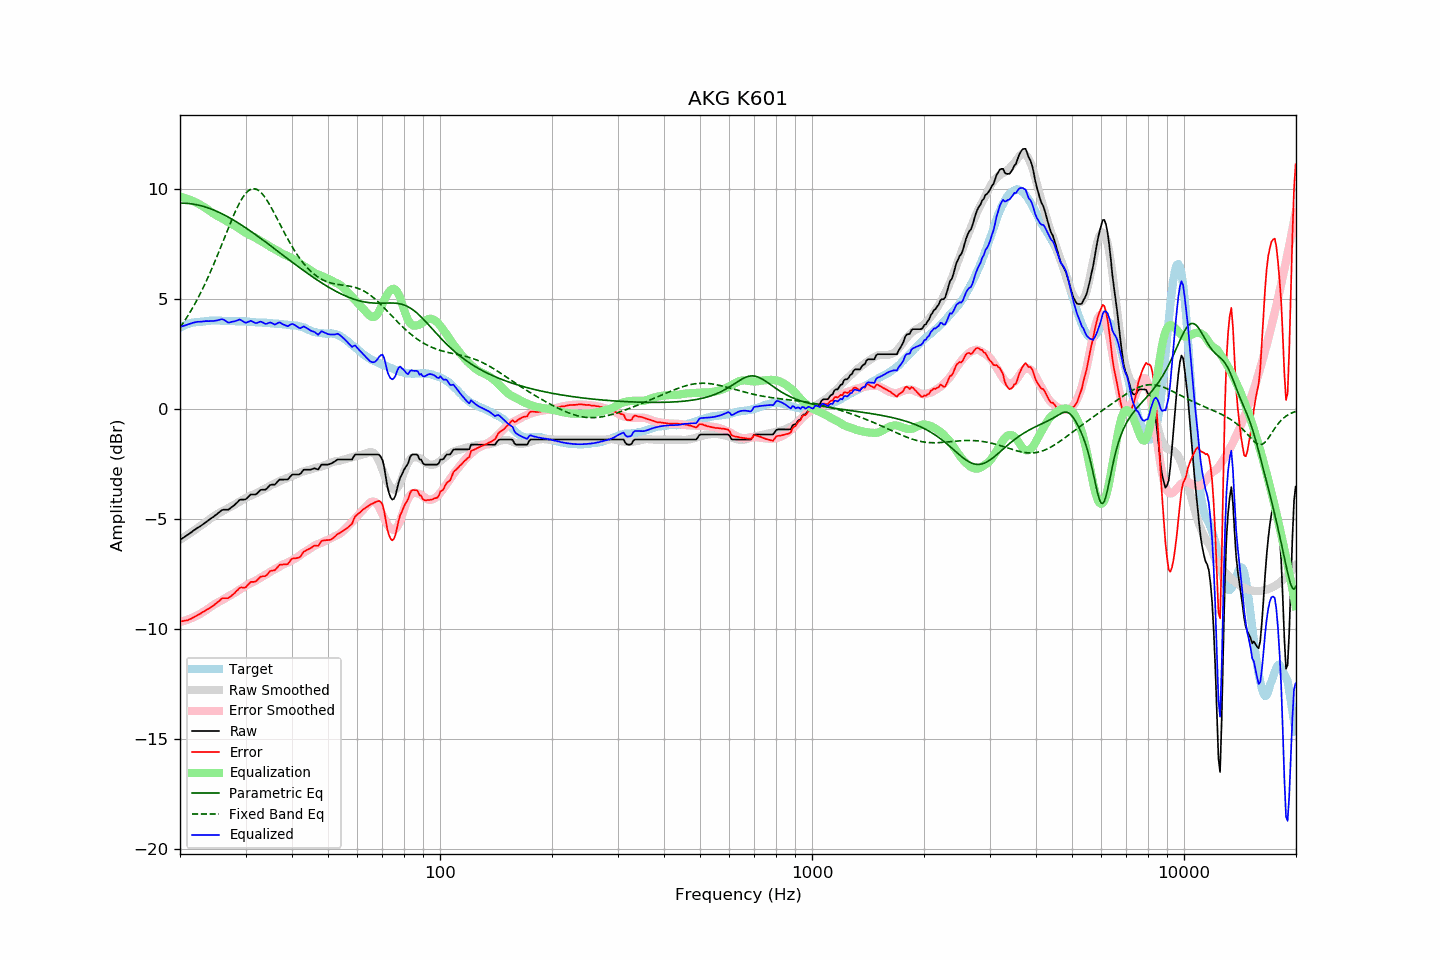 AKG K601
Amplitude (dBr)
10
5
0
−5
−10
−15
−20
Target
Raw Smoothed
Error Smoothed
Raw
Error
Equalization
Parametric Eq
Fixed Band Eq
Equalized
100
1000
10000
Frequency (Hz)